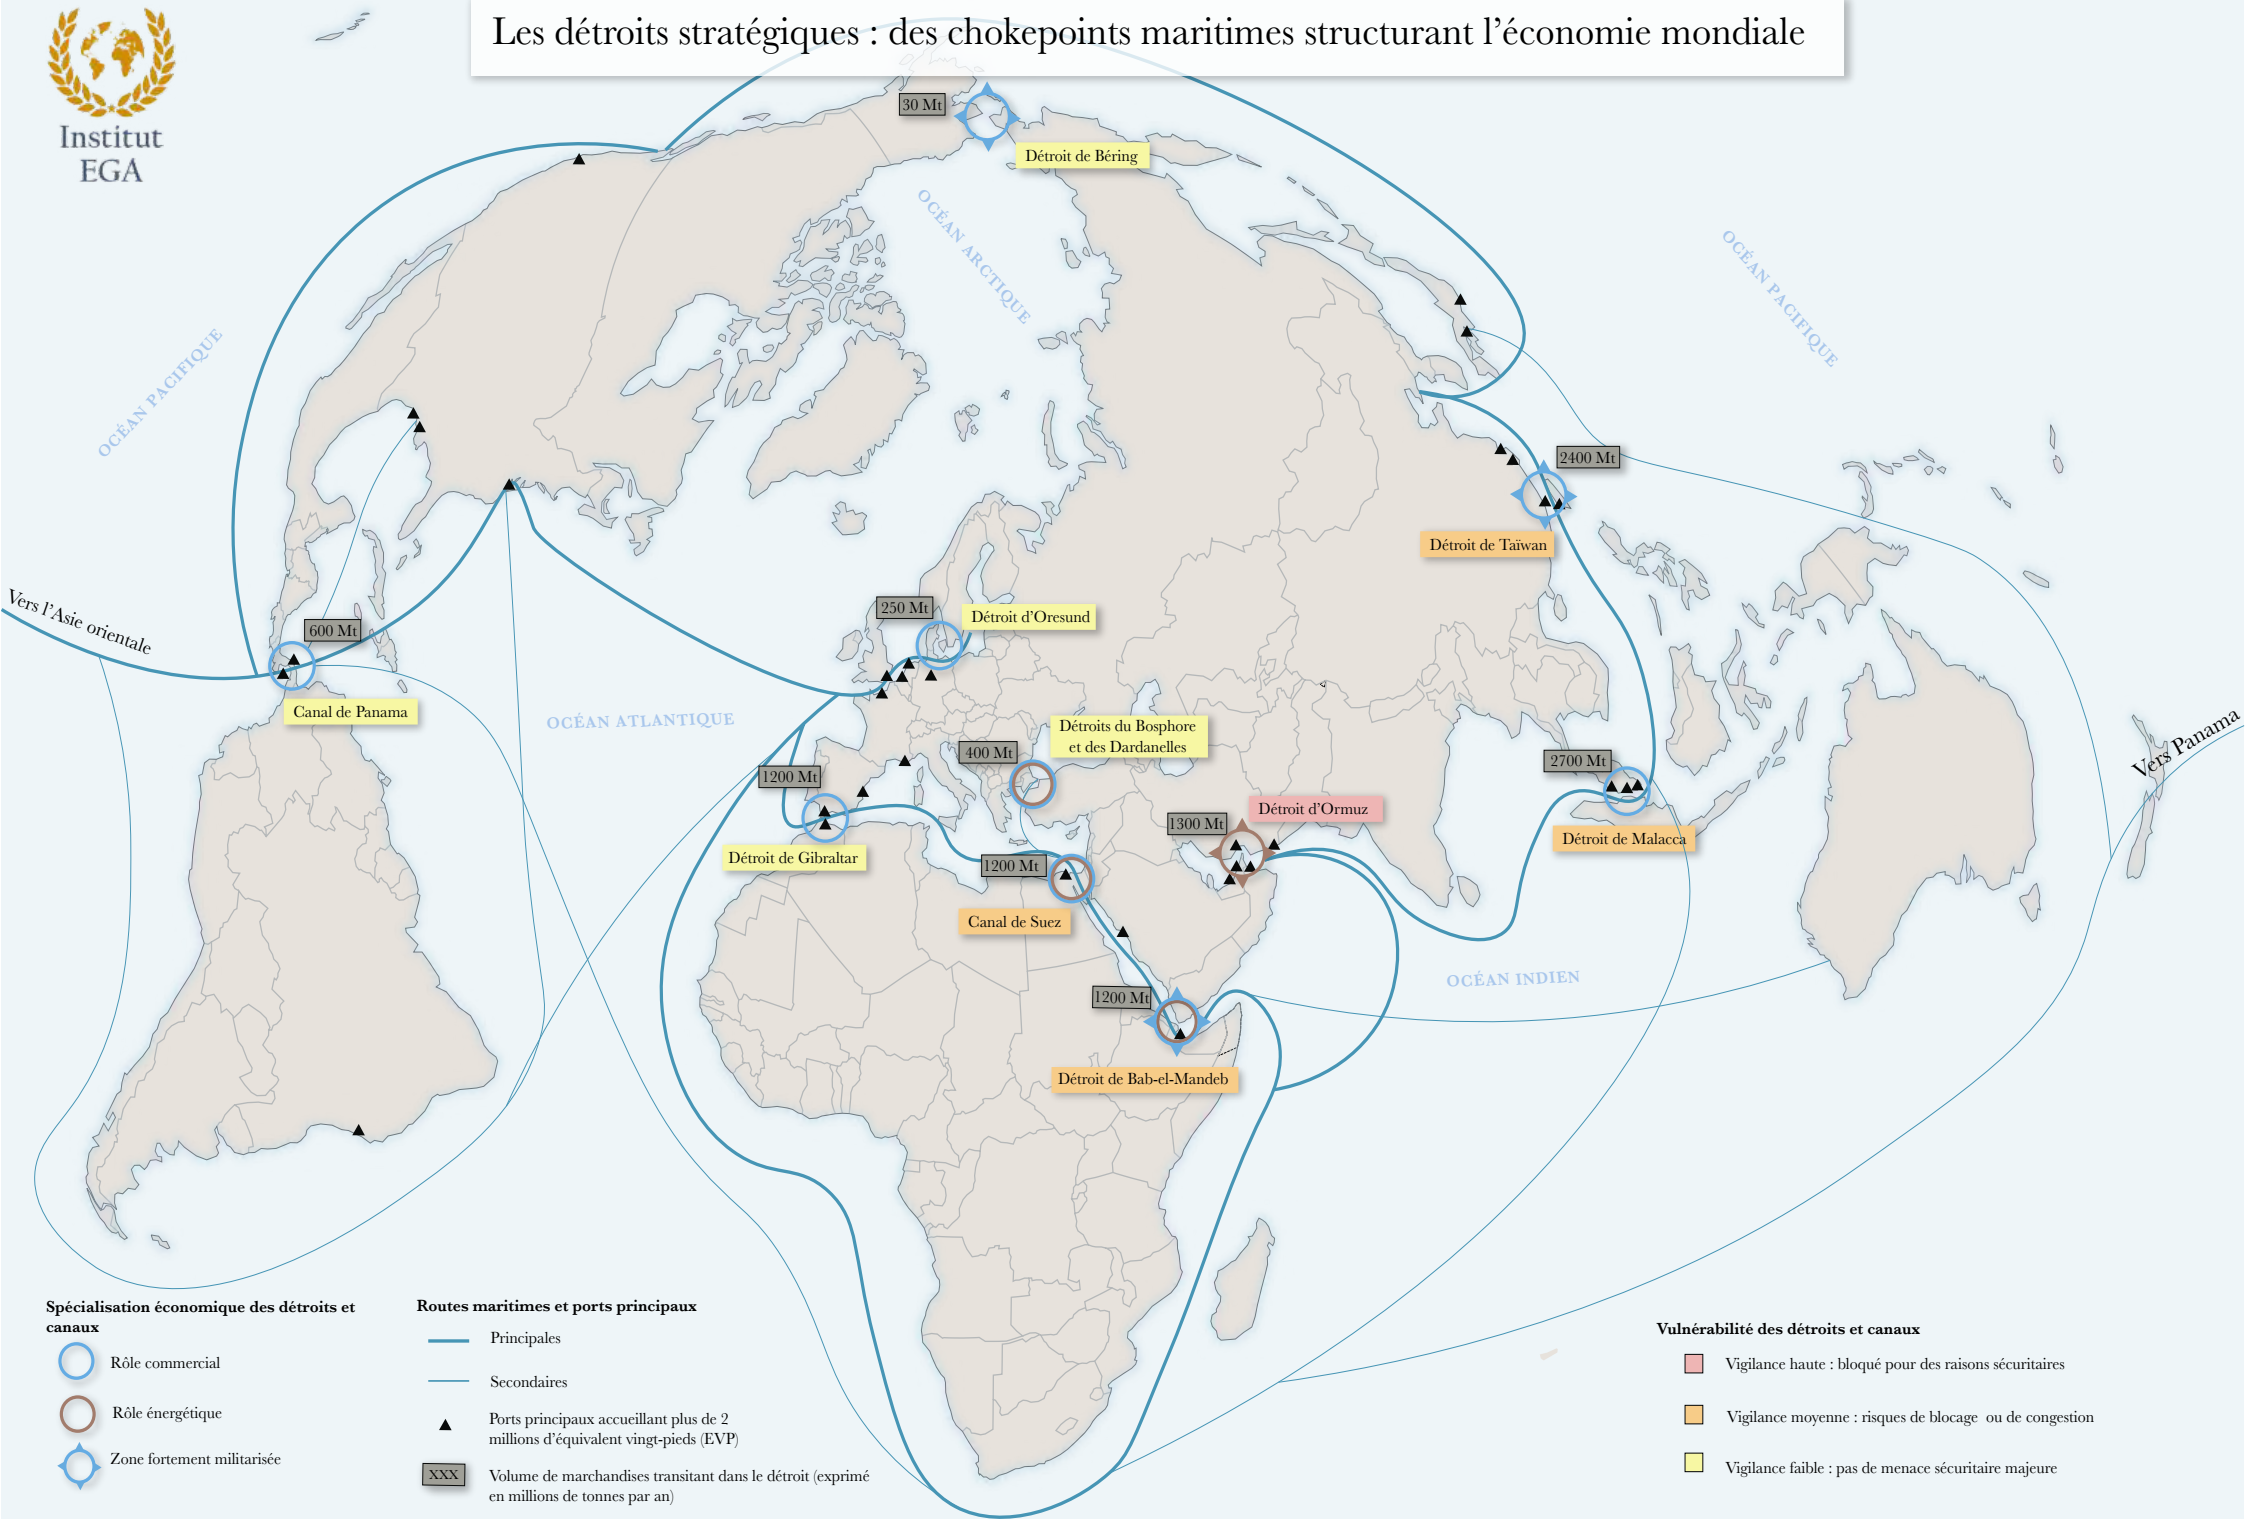 Les détroits stratégiques : des chokepoints maritimes structurant l’économie mondiale
Institut
EGA
30 Mt
Détroit de Béring
OCÉAN ARCTIQUE
OCÉAN PACIFIQUE
OCÉAN PACIFIQUE
2400 Mt
Détroit de Taïwan
Vers l’Asie orientale
600 Mt
Canal de Panama
250 Mt
Détroit d’Oresund
OCÉAN ATLANTIQUE
Détroits du Bosphore
et des Dardanelles
400 Mt
1200 Mt
Détroit de Gibraltar
Détroit d’Ormuz
1300 Mt
2700 Mt
Détroit de Malacca
Vers Panama
1200 Mt
Canal de Suez
OCÉAN INDIEN
1200 Mt
Détroit de Bab-el-Mandeb
Spécialisation économique des détroits et
canaux
Rôle commercial
Rôle énergétique
Zone fortement militarisée
Routes maritimes et ports principaux
Principales
Secondaires
Ports principaux accueillant plus de 2
millions d’équivalent vingt-pieds (EVP)
XXX
Volume de marchandises transitant dans le détroit (exprimé
en millions de tonnes par an)
Vulnérabilité des détroits et canaux
Vigilance haute : bloqué pour des raisons sécuritaires
Vigilance moyenne : risques de blocage ou de congestion
Vigilance faible : pas de menace sécuritaire majeure